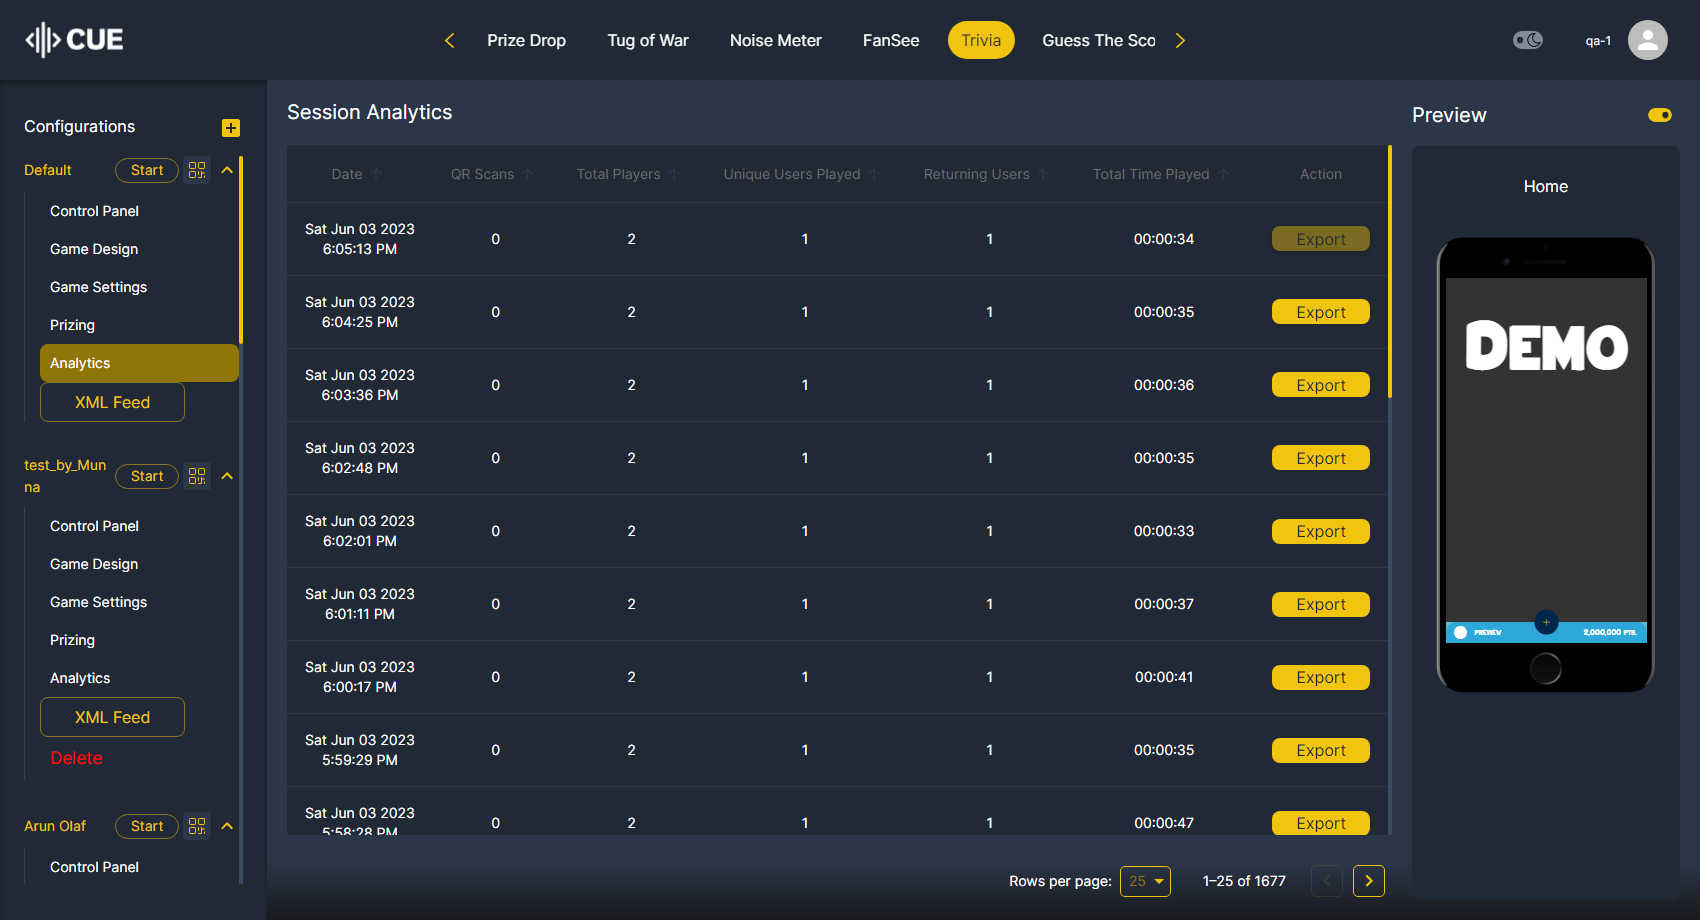 CUE
Prize Drop
Tug of War
Noise Meter
FanSee
Trivia
Guess The Sco
qa-1
Configurations
Default
Start
Control Panel
Game Design
Game Settings
Prizing
Analytics
XML Feed
test_by_Mun
na
Start
Control Panel
Game Design
Game Settings
Prizing
Analytics
XML Feed
Delete
Arun Olaf
Start
Control Panel
Session Analytics
Date QR Scans Total Players Unique Users Played Returning Users Total Time Played Action
Sat Jun 03 2023
6:05:13 PM 0 2 1 1 00:00:34 Export
Sat Jun 03 2023
6:04:25 PM 0 2 1 1 00:00:35 Export
Sat Jun 03 2023
6:03:36 PM 0 2 1 1 00:00:36 Export
Sat Jun 03 2023
6:02:48 PM 0 2 1 1 00:00:35 Export
Sat Jun 03 2023
6:02:01 PM 0 2 1 1 00:00:33 Export
Sat Jun 03 2023
6:01:11 PM 0 2 1 1 00:00:37 Export
Sat Jun 03 2023
6:00:17 PM 0 2 1 1 00:00:41 Export
Sat Jun 03 2023
5:59:29 PM 0 2 1 1 00:00:35 Export
Sat Jun 03 2023
5:58:28 PM 0 2 1 1 00:00:47 Export
Rows per page: 25 1–25 of 1677
Preview
Home
DEMO
PREVIEW
2,000,000 PTS.